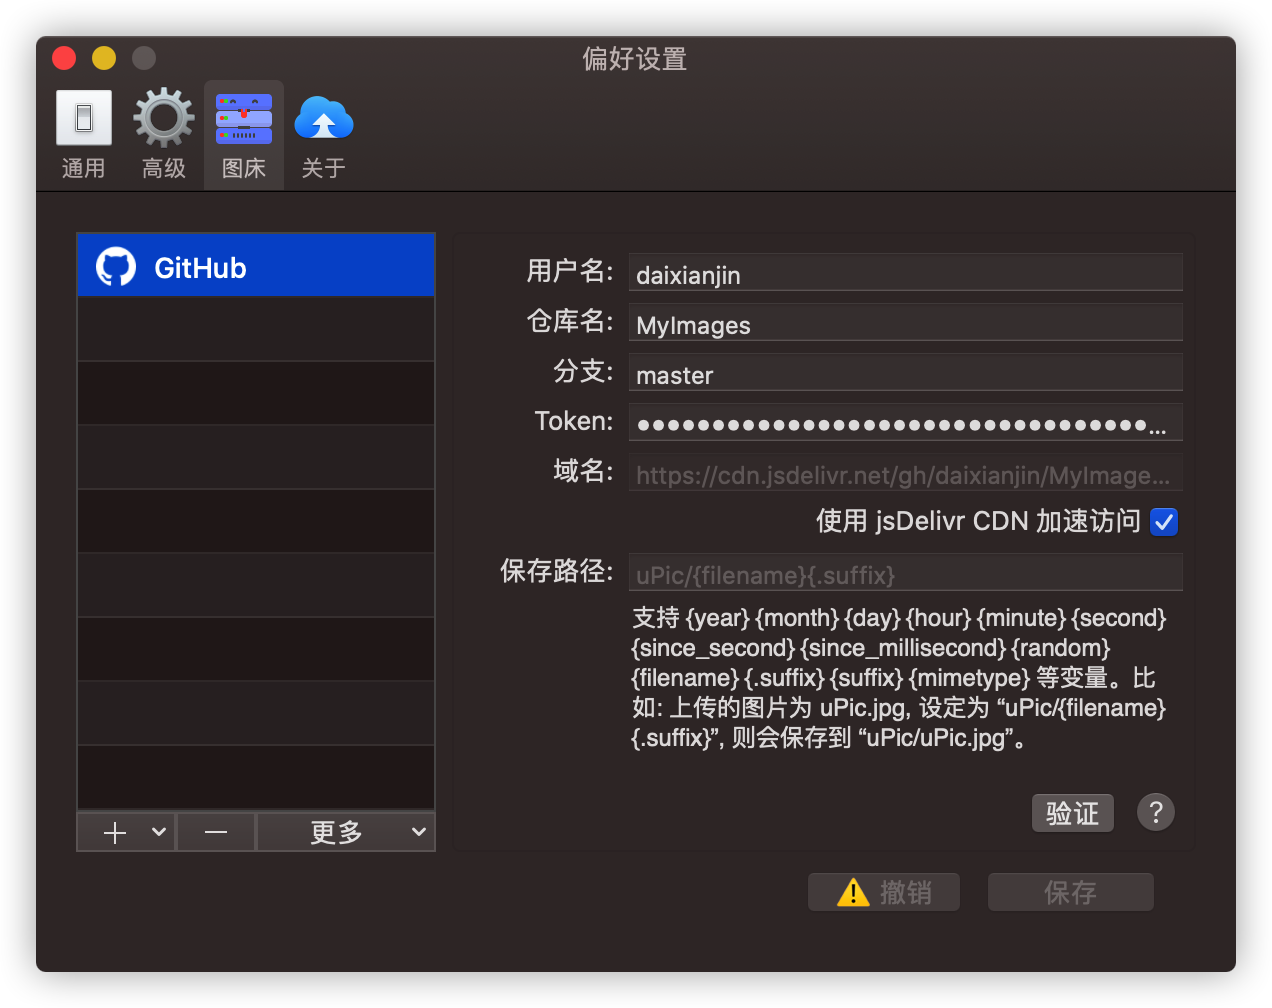 偏好设置
通用
高级
图床
关于
GitHub
用户名:
daixianjin
仓库名:
MyImages
分支:
master
Token:
●●●●●●●●●●●●●●●●●●●●●●●●●●●●●●●●●●...
域名:
https://cdn.jsdelivr.net/gh/daixianjin/MyImage...
使用 jsDelivr CDN 加速访问
保存路径:
uPic/{filename}{.suffix}
支持 {year} {month} {day} {hour} {minute} {second}
{since_second} {since_millisecond} {random}
{filename} {.suffix} {suffix} {mimetype} 等变量。比
如: 上传的图片为 uPic.jpg, 设定为 “uPic/{filename}
{.suffix}”, 则会保存到 “uPic/uPic.jpg”。
验证
?
更多
撤销
保存